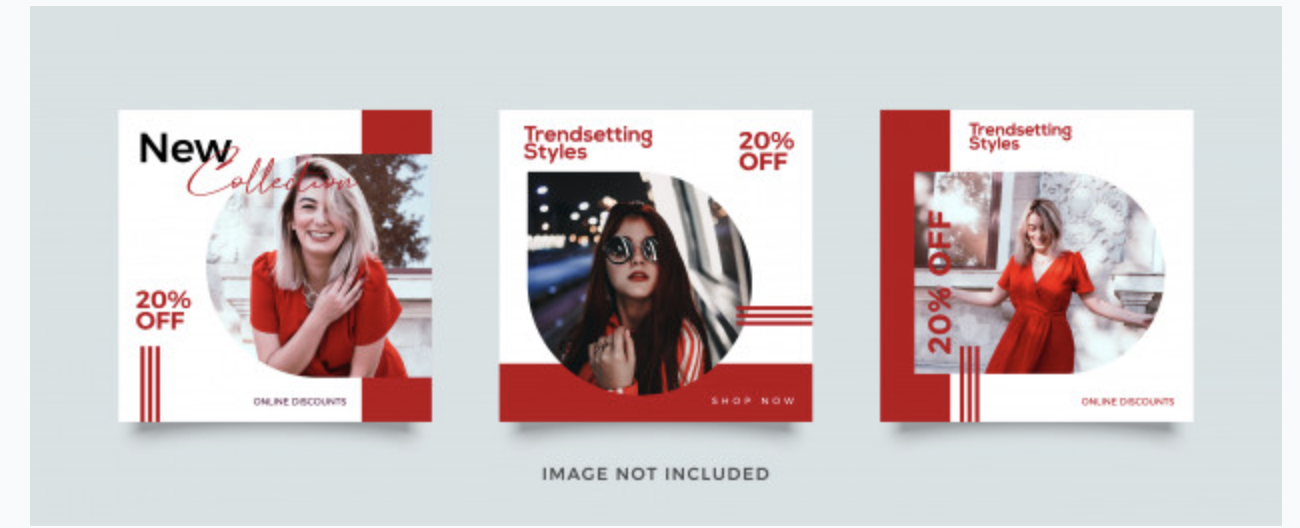 New
Collection
20%
OFF
ONLINE DISCOUNTS
Trendsetting
Styles
20%
OFF
SHOP NOW
Trendsetting
Styles
20% OFF
ONLINE DISCOUNTS
IMAGE NOT INCLUDED